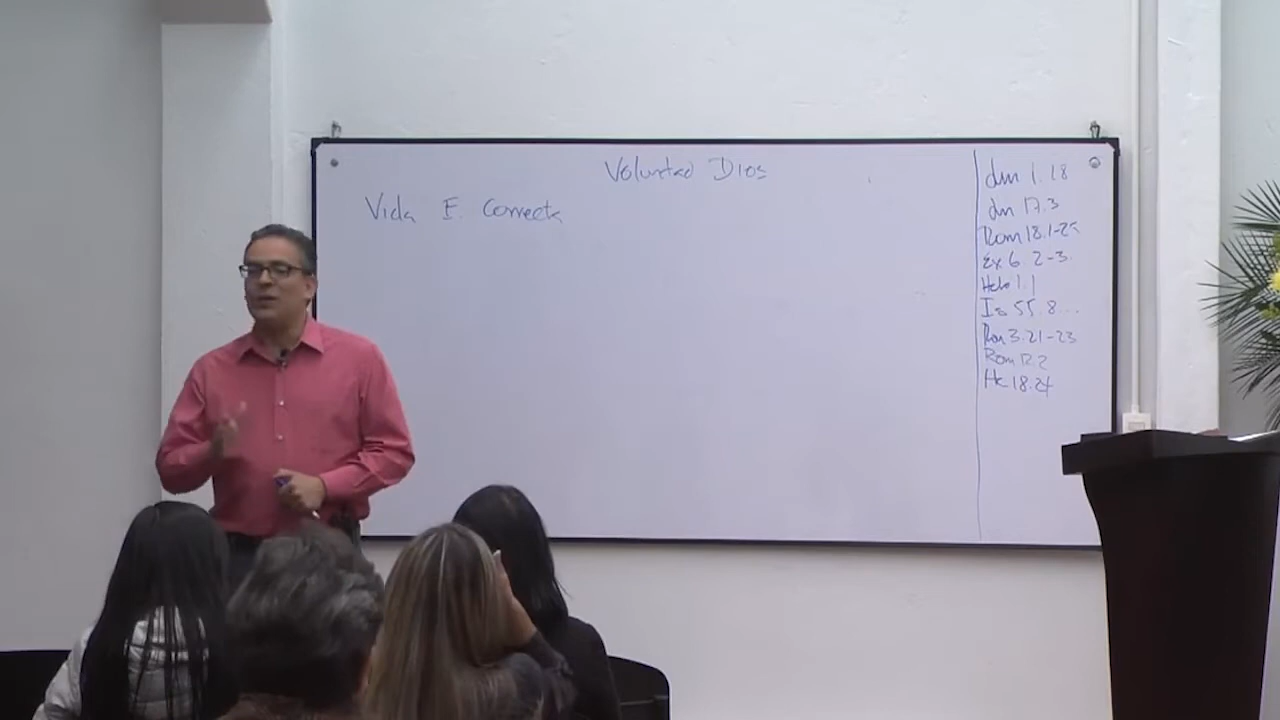 Voluntad Dios
Vida E. Correcta
Jn 1.18
Jn 17.3
Rom 18.1-25
Ex 6. 2-3.
Heb 1.1
Is 55.8...
Rom 3.21-23
Rom 12.2
18.24